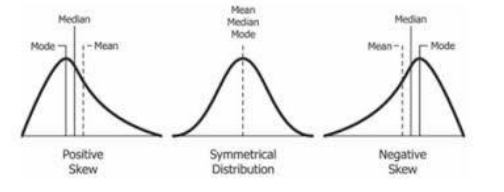 Median
Mode
Mean
Positive
Skew
Mean
Median
Mode
Symmetrical
Distribution
Median
Mean
Mode
Negative
Skew